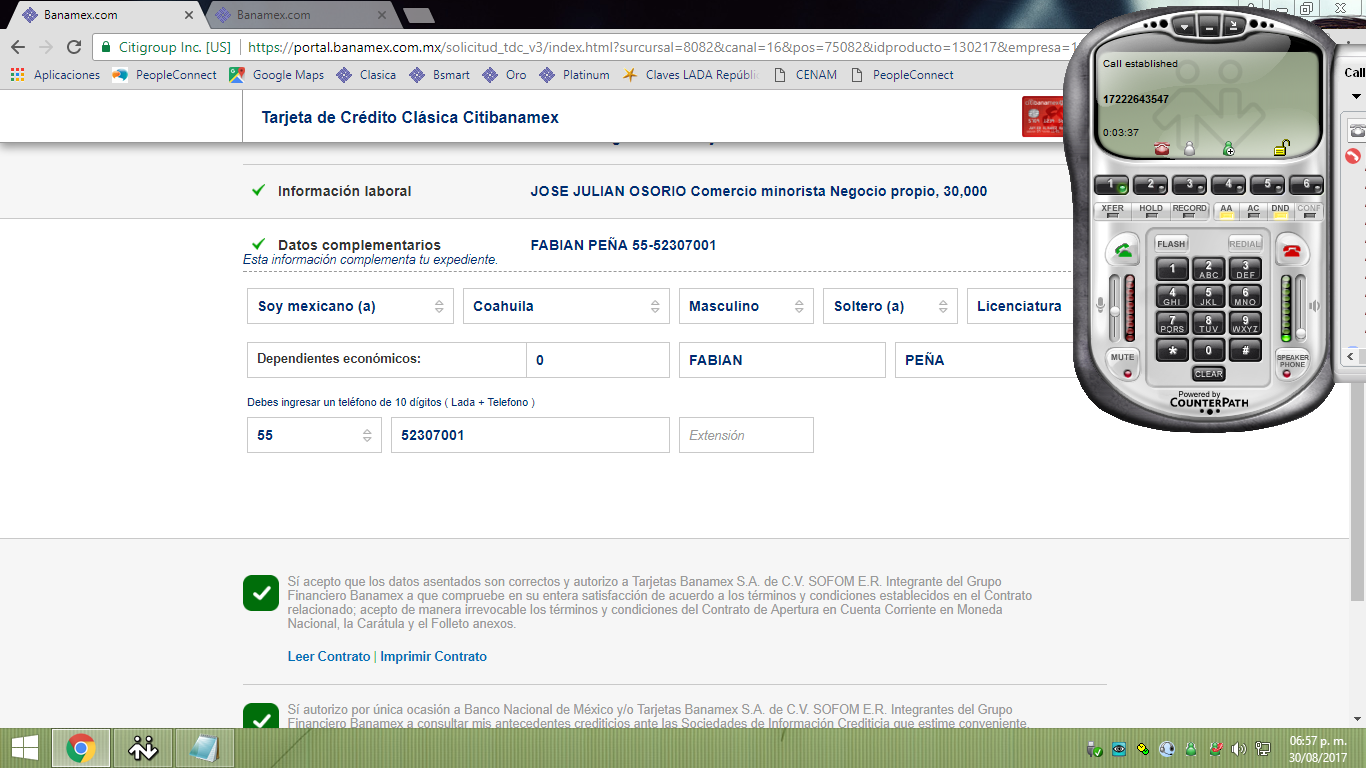 Banamex.com
Banamex.com
Citigroup Inc. [US]
https://portal.banamex.com.mx/solicitud_tdc_v3/index.html?surcursal=8082&canal=16&pos=75082&idproducto=130217&empresa=1
Aplicaciones
PeopleConnect
Google Maps
Clasica
Bsmart
Oro
Platinum
Claves LADA Repúblic
CENAM
PeopleConnect
Tarjeta de Crédito Clásica Citibanamex
Información laboral
JOSE JULIAN OSORIO Comercio minorista Negocio propio, 30,000
Datos complementarios
FABIAN PEÑA 55-52307001
Esta información complementa tu expediente.
Soy mexicano (a)
Coahuila
Masculino
Soltero (a)
Licenciatura
Dependientes económicos:
0
FABIAN
PEÑA
Debes ingresar un teléfono de 10 dígitos ( Lada + Telefono )
55
52307001
Extensión
Sí acepto que los datos asentados son correctos y autorizo a Tarjetas Banamex S.A. de C.V. SOFOM E.R. Integrante del Grupo
Financiero Banamex a que compruebe en su entera satisfacción de acuerdo a los términos y condiciones establecidos en el Contrato
relacionado; acepto de manera irrevocable los términos y condiciones del Contrato de Apertura en Cuenta Corriente en Moneda
Nacional, la Carátula y el Folleto anexos.
Leer Contrato | Imprimir Contrato
Sí autorizo por única ocasión a Banco Nacional de México y/o Tarjetas Banamex S.A. de C.V. SOFOM E.R. Integrantes del Grupo
Financiero Banamex a consultar mis antecedentes crediticios ante las Sociedades de Información Crediticia que estime conveniente,
Call established
17222643547
0:03:37
1 2 3 4 5 6
XFER HOLD RECORD AA AC DND CONF
FLASH
REDIAL
1
2 ABC
3 DEF
4 GHI
5 JKL
6 MNO
7 PQRS
8 TUV
9 WXYZ
*
0
#
MUTE
SPEAKER
PHONE
CLEAR
Powered by
COUNTERPATH
Call
06:57 p. m.
30/08/2017